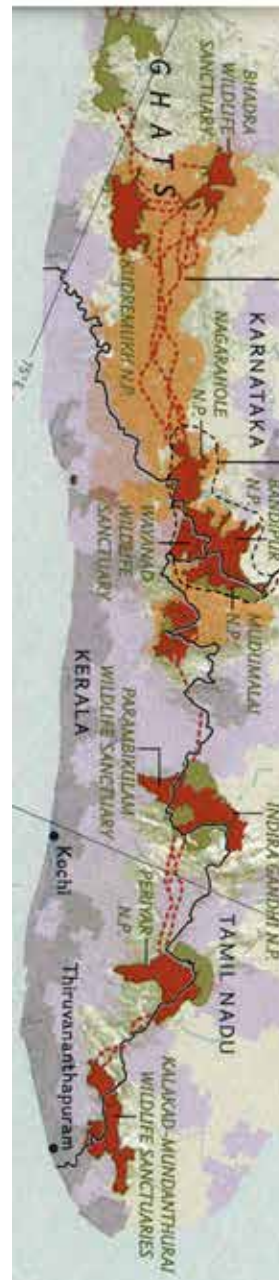 GHATS
BHADRA
WILDLIFE
SANCTUARY
KUDREMUKH N.P.
75°E
KARNATAKA
NAGARAHOLE
N.P.
BANDIPUR
N.P.
WAYANAD
WILDLIFE
SANCTUARY
MUDUMALAI
N.P.
KERALA
PARAMBIKULAM
WILDLIFE SANCTUARY
INDIRA GANDHI N.P.
PERIYAR
N.P.
TAMIL NADU
Kochi
Thiruvananthapuram
KALAKAD-MUNDANTHURAI
WILDLIFE SANCTUARIES